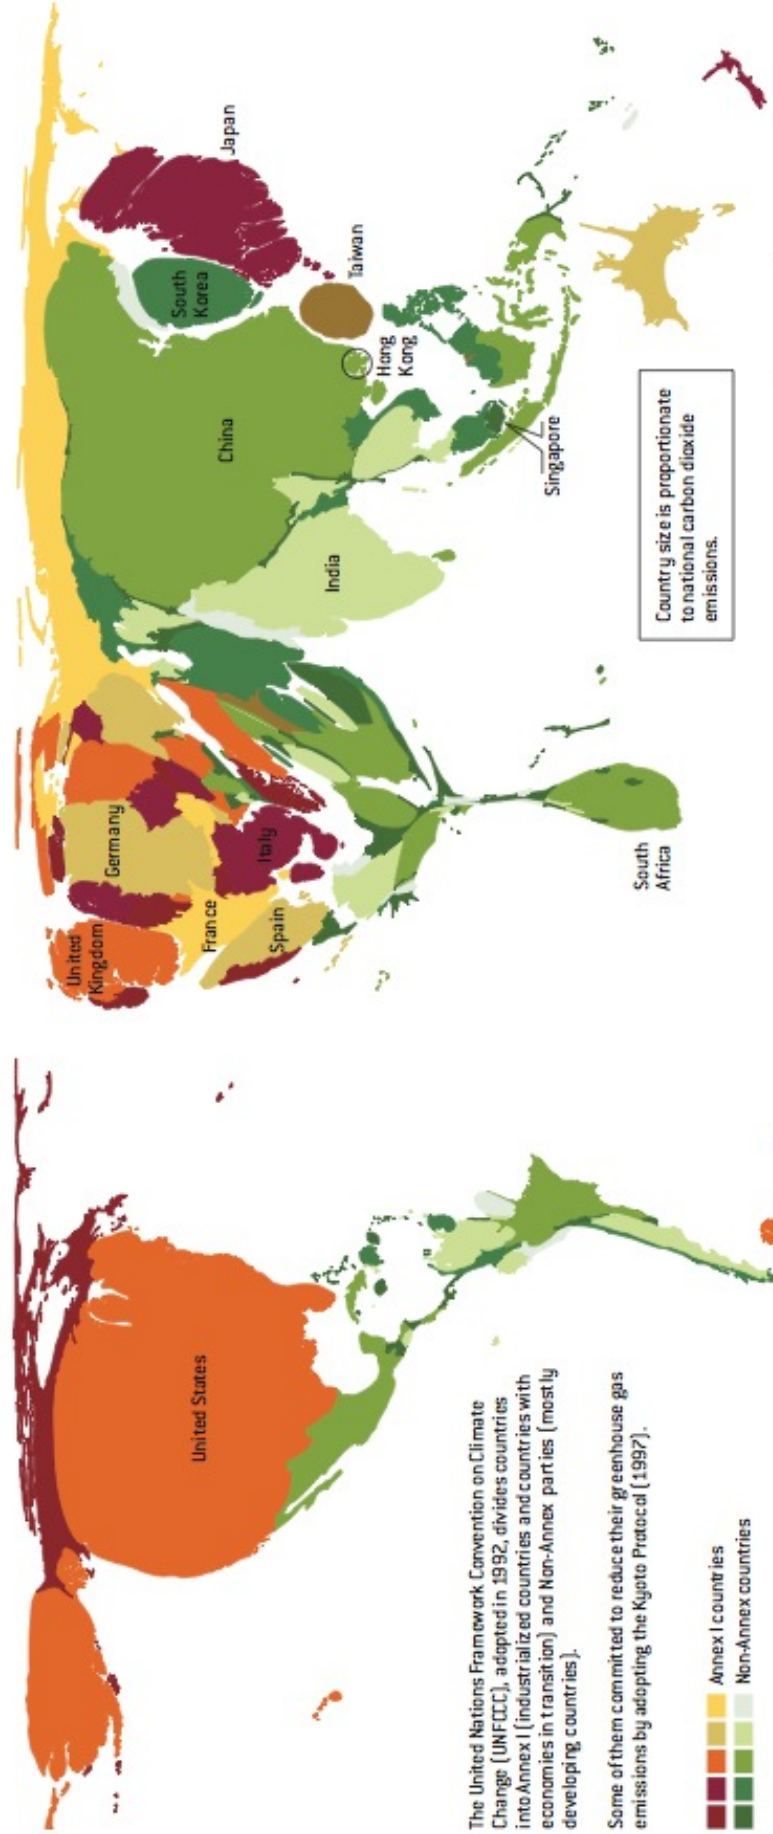 Japan
South
Korea
Taiwan
China
Hong
Kong
India
Singapore
Country size is proportionate
to national carbon dioxide
emissions.
United
Kingdom
Germany
France
Italy
Spain
South
Africa
United States
The United Nations Framework Convention on Climate
Change (UNFCCC), adopted in 1992, divides countries
into Annex I (industrialized countries and countries with
economies in transition) and Non-Annex parties (mostly
developing countries).
Some of them committed to reduce their greenhouse gas
emissions by adopting the Kyoto Protocol (1997).
Annex I countries
Non-Annex countries